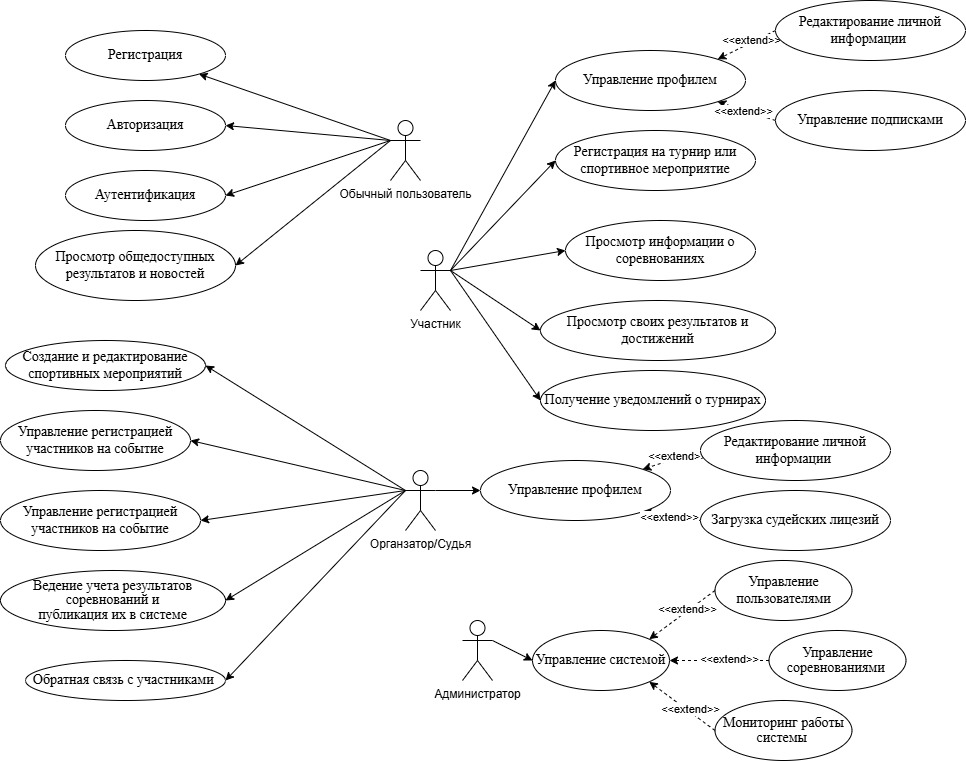 Регистрация
Авторизация
Аутентификация
Просмотр общедоступных
результатов и новостей
Обычный пользователь
Управление профилем
<<extend>>
Редактирование личной
информации
<<extend>>
Управление подписками
Регистрация на турнир или
спортивное мероприятие
Просмотр информации о
соревнованиях
Просмотр своих результатов и
достижений
Получение уведомлений о турнирах
Участник
Создание и редактирование
спортивных мероприятий
Управление регистрацией
участников на событие
Управление регистрацией
участников на событие
Ведение учета результатов
соревнований и
публикация их в системе
Обратная связь с участниками
Органзатор/Судья
Управление профилем
<<extend>>
Редактирование личной
информации
<<extend>>
Загрузка судейских лицезий
Администратор
Управление системой
<<extend>>
Управление
пользователями
<<extend>>
Управление
соревнованиями
<<extend>>
Мониторинг работы
системы